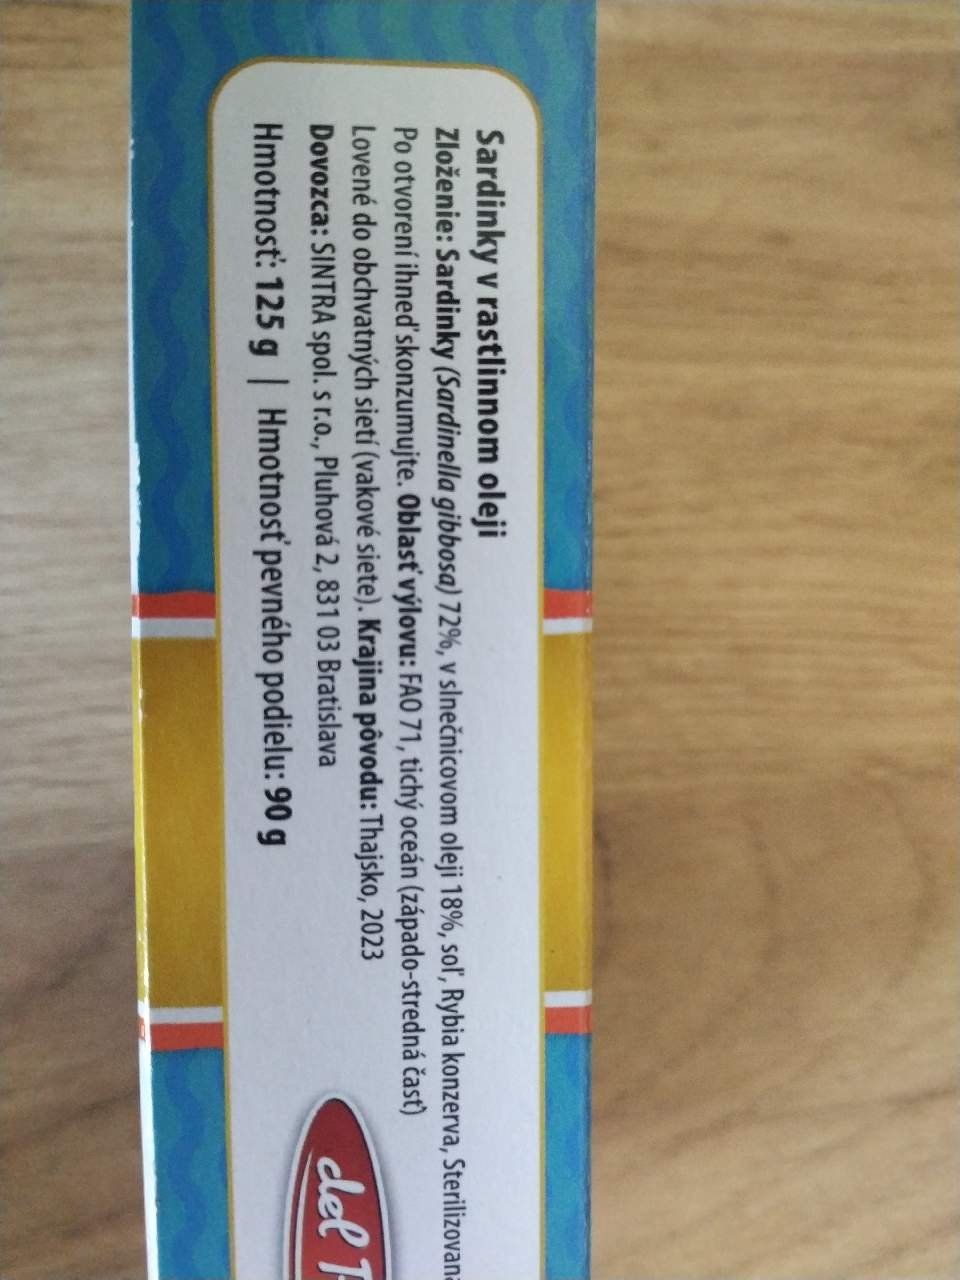 Sardinky v rastlinnom oleji
Zloženie: Sardinky (Sardinella gibbosa) 72%, v slnečnicovom oleji 18%, soľ, Rybia konzerva, Sterilizovaná
Po otvorení ihneď skonzumujte. Oblasť výlovu: FAO 71, tichý oceán (západo-stredná časť)
Lovené do obchvatných sietí (vakové siete). Krajina pôvodu: Thajsko, 2023
Dovozca: SINTRA spol. s r.o., Pluhová 2, 831 03 Bratislava
Hmotnosť: 125 g | Hmotnosť pevného podielu: 90 g
del